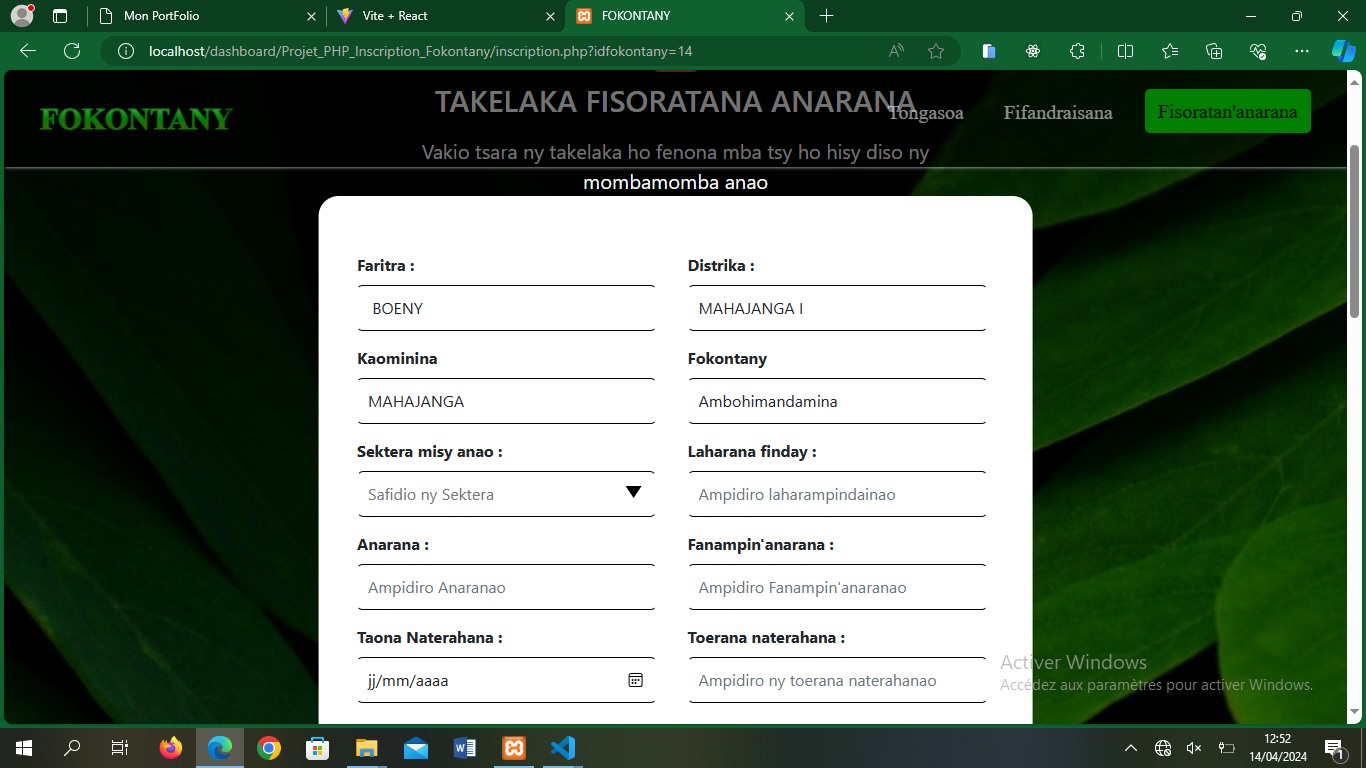 Mon PortFolio
Vite + React
FOKONTANY
localhost/dashboard/Projet_PHP_Inscription_Fokontany/inscription.php?idfokontany=14
FOKONTANY
TAKELAKA FISORATANA ANARANA
Tongasoa
Fifandraisana
Fisoratan'anarana
Vakio tsara ny takelaka ho fenona mba tsy ho hisy diso ny
mombamomba anao
Faritra :
Distrika :
BOENY
MAHAJANGA I
Kaominina
Fokontany
MAHAJANGA
Ambohimandamina
Sektera misy anao :
Laharana finday :
Safidio ny Sektera
Ampidiro laharampindainao
Anarana :
Fanampin'anarana :
Ampidiro Anaranao
Ampidiro Fanampin'anaranao
Taona Naterahana :
Toerana naterahana :
jj/mm/aaaa
Ampidiro ny toerana naterahanao
Activer Windows
Accédez aux paramètres pour activer Windows.
12:52
14/04/2024
1